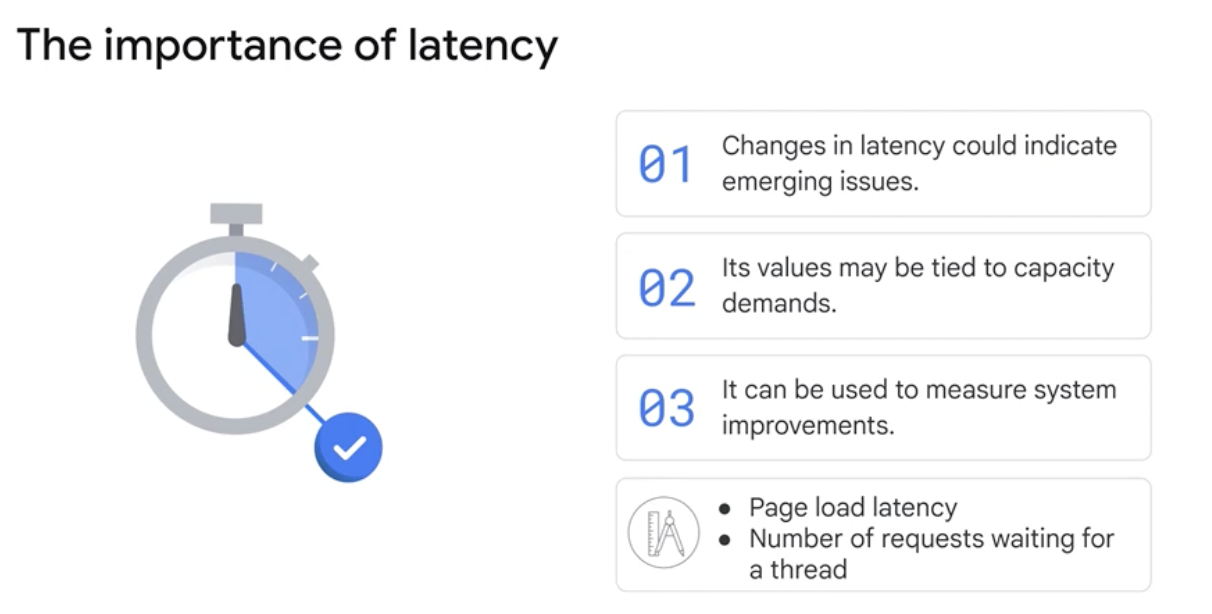 The importance of latency
01
Changes in latency could indicate
emerging issues.
02
Its values may be tied to capacity
demands.
03
It can be used to measure system
improvements.
● Page load latency
● Number of requests waiting for
a thread